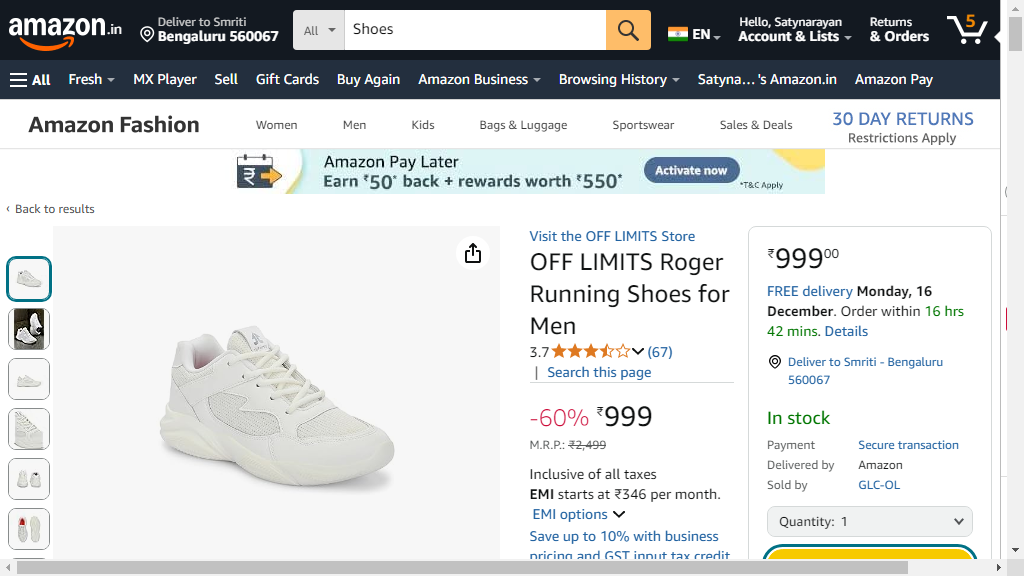 amazon.in
Deliver to Smriti
Bengaluru 560067
All
Shoes
EN
Hello, Satynarayan
Account & Lists
Returns
& Orders
5
All
Fresh
MX Player
Sell
Gift Cards
Buy Again
Amazon Business
Browsing History
Satyna... 's Amazon.in
Amazon Pay
Amazon Fashion
Women
Men
Kids
Bags & Luggage
Sportswear
Sales & Deals
30 DAY RETURNS
Restrictions Apply
₹
Amazon Pay Later
Earn ₹50* back + rewards worth ₹550*
Activate now
*T&C Apply
‹ Back to results
Visit the OFF LIMITS Store
OFF LIMITS Roger
Running Shoes for
Men
3.7 (67)
| Search this page
-60% ₹999
M.R.P.: ₹2,499
Inclusive of all taxes
EMI starts at ₹346 per month.
EMI options
Save up to 10% with business
pricing and GST input tax credit
₹99900
FREE delivery Monday, 16
December. Order within 16 hrs
42 mins. Details
Deliver to Smriti - Bengaluru
560067
In stock
Payment Secure transaction
Delivered by Amazon
Sold by GLC-OL
Quantity: 1